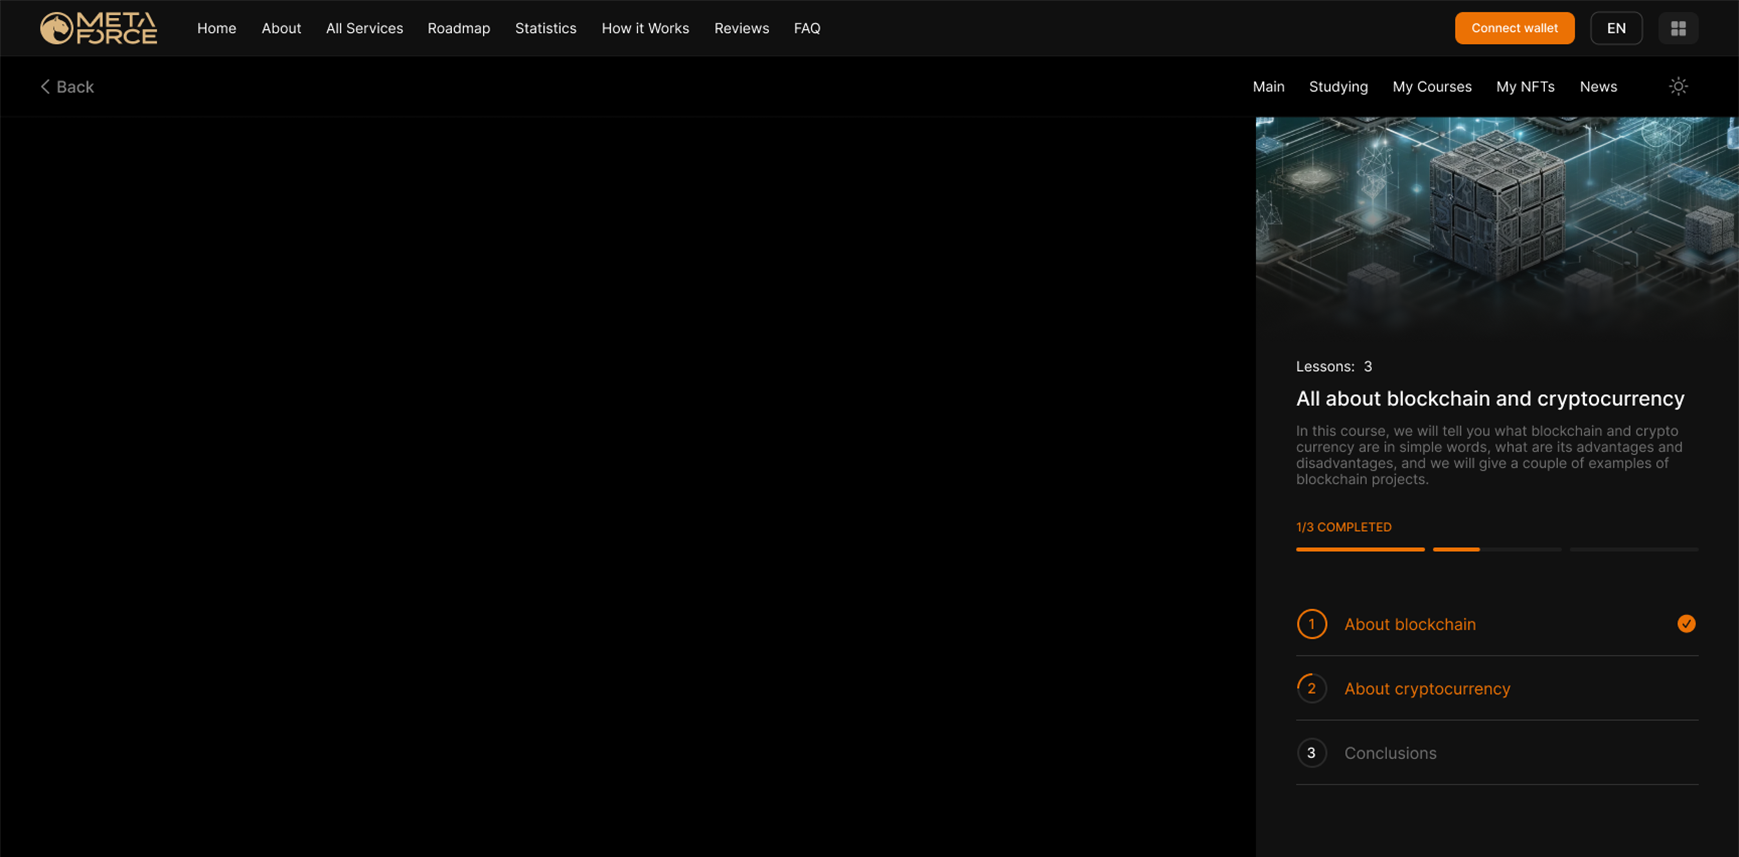 META FORCE
Home About All Services Roadmap Statistics How it Works Reviews FAQ
Connect wallet
EN
Back
Main Studying My Courses My NFTs News
Lessons: 3
All about blockchain and cryptocurrency
In this course, we will tell you what blockchain and crypto
currency are in simple words, what are its advantages and
disadvantages, and we will give a couple of examples of
blockchain projects.
1/3 COMPLETED
1 About blockchain
2 About cryptocurrency
3 Conclusions